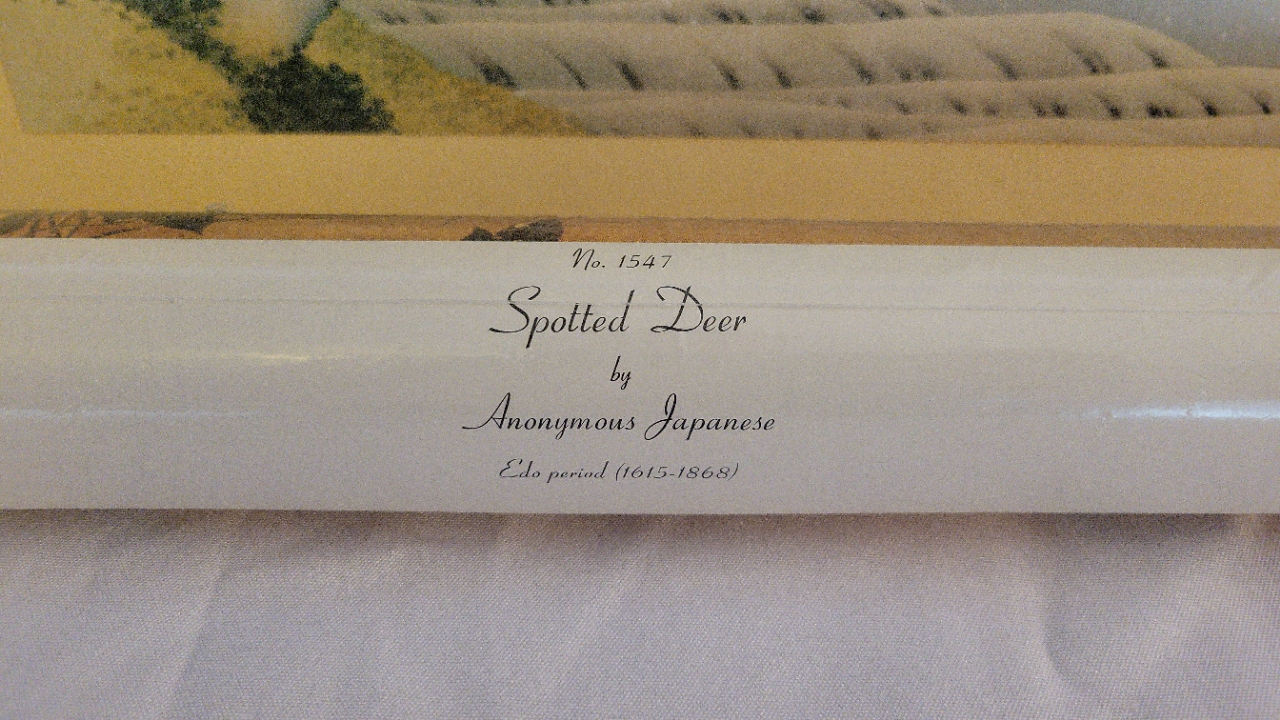 No. 1547
Spotted Deer
by
Anonymous Japanese
Edo period (1615-1868)